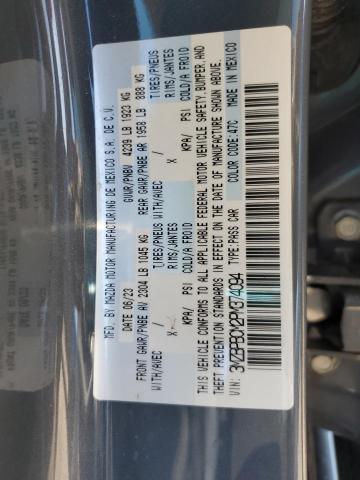 MFG. BY MAZDA MOTOR MANUFACTURING DE MEXICO S.A. DE C.V.
DATE 06/23 GVWR/PNBV 4239 LB 1923 KG
FRONT GAWR/PNBE AV 2304 LB 1045 KG REAR GAWR/PNBE AR 1958 LB 888 KG
TIRES/PNEUS TIRES/PNEUS
WITH/AVEC RIMS/JANTES WITH/AVEC RIMS/JANTES
X X
KPA/ PSI COLD/A FROID KPA/ PSI COLD/A FROID
THIS VEHICLE CONFORMS TO ALL APPLICABLE FEDERAL MOTOR VEHICLE SAFETY, BUMPER, AND
THEFT PREVENTION STANDARDS IN EFFECT ON THE DATE OF MANUFACTURE SHOWN ABOVE.
VIN: TYPE: PASS CAR COLOR CODE: 47C MADE IN MEXICO